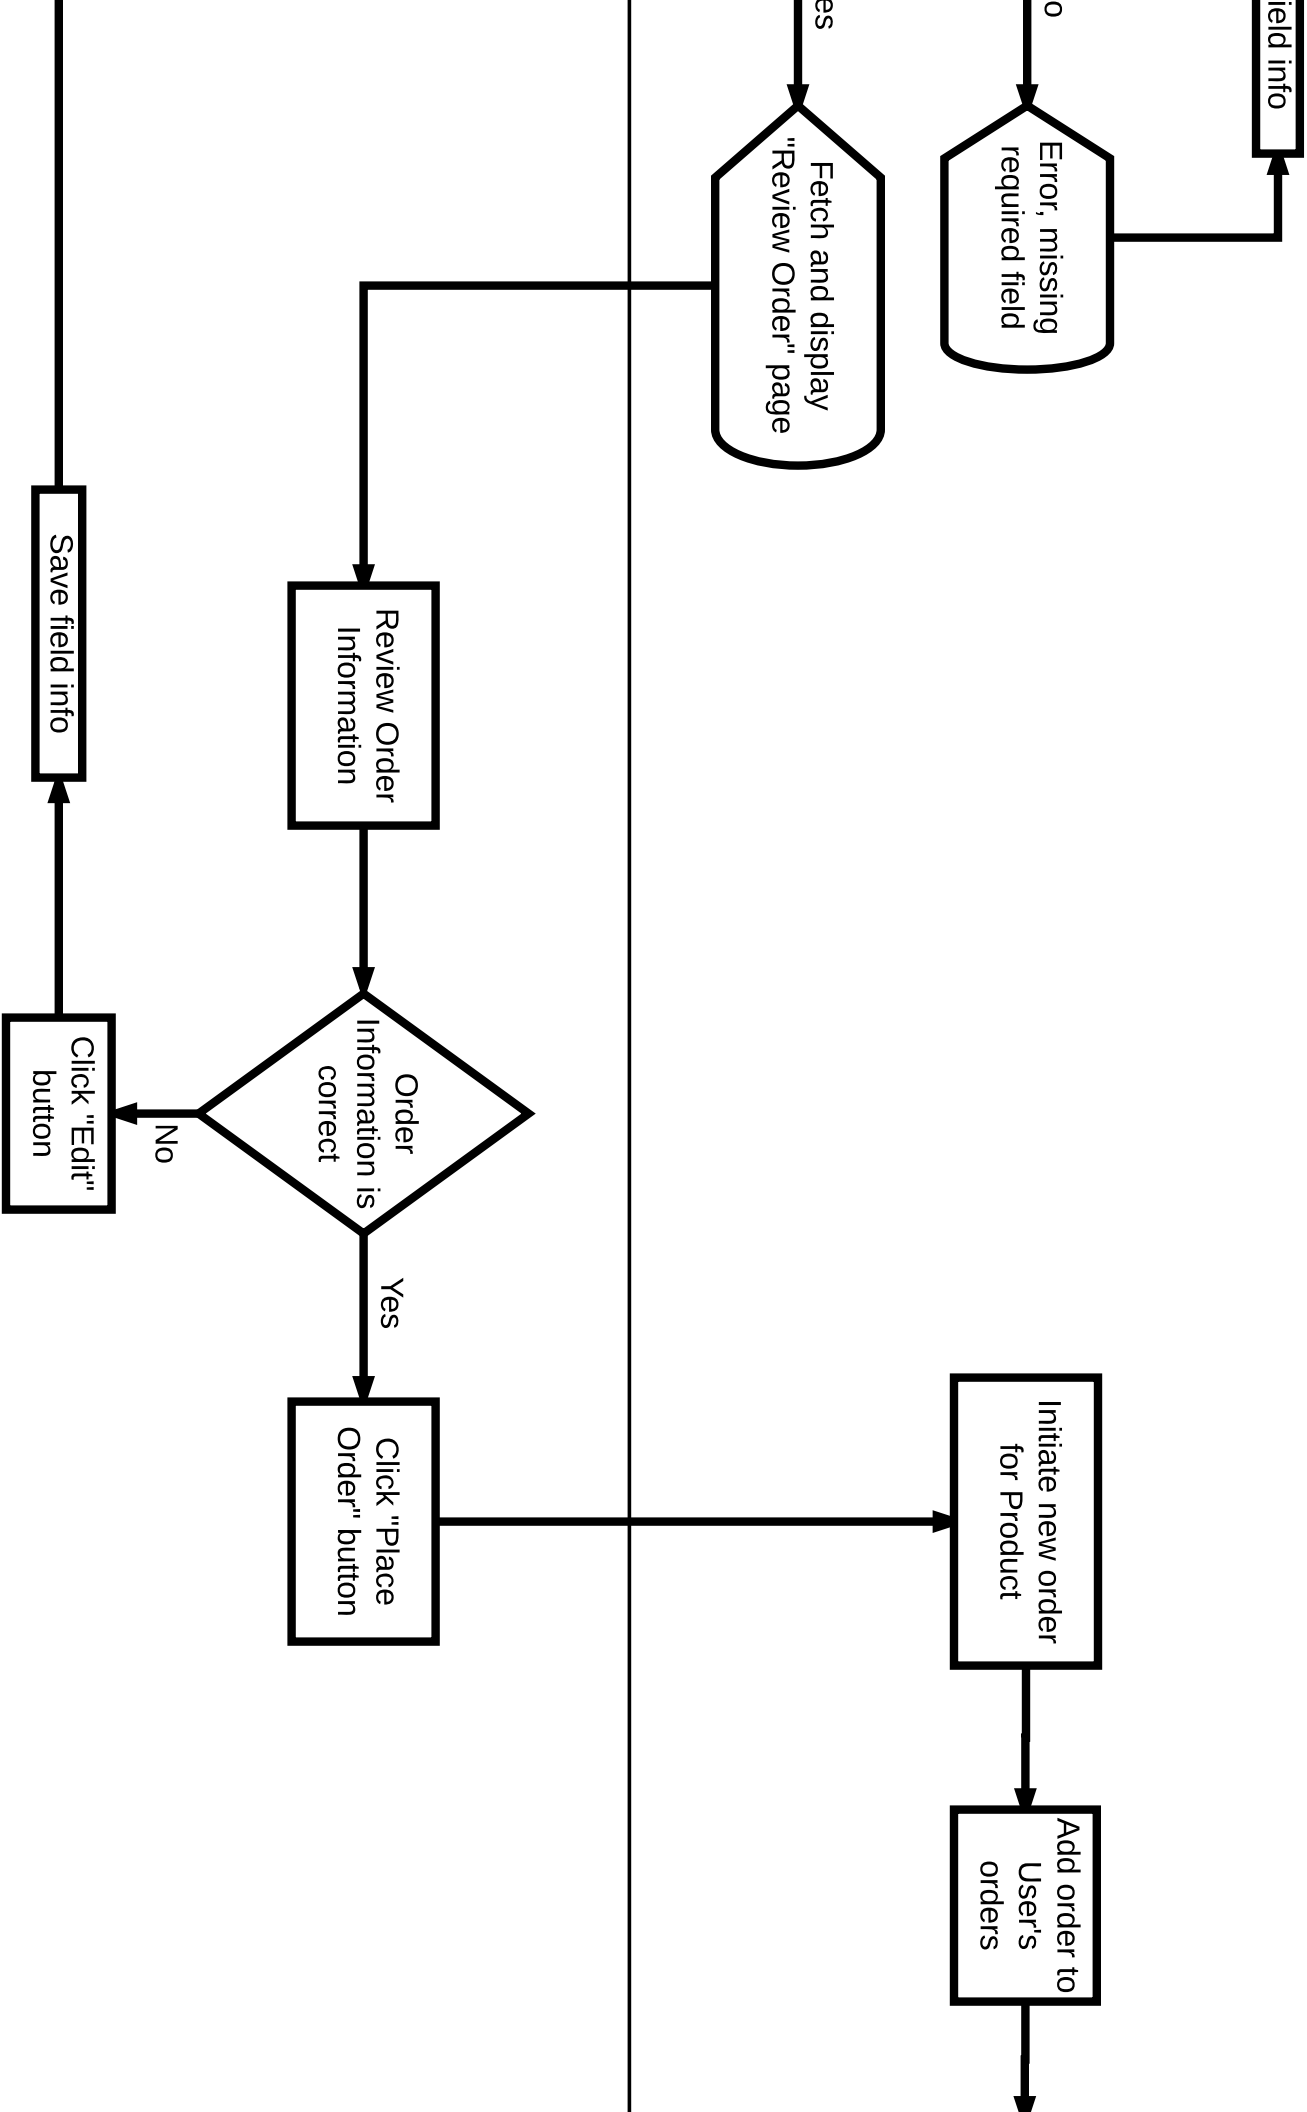 ield info
o
Error, missing
required field
es
Fetch and display
"Review Order" page
Review Order
Information
Order
Information is
correct
Yes
No
Click "Edit"
button
Save field info
Click "Place
Order" button
Initiate new order
for Product
Add order to
User's
orders